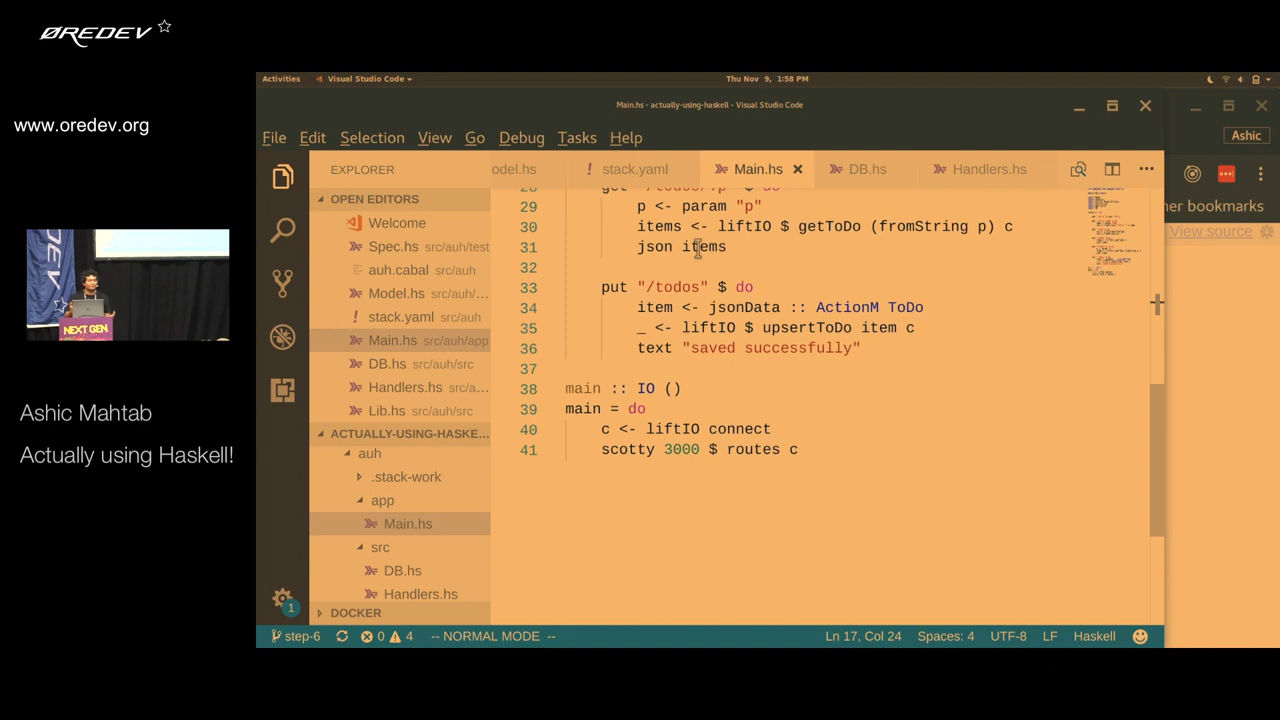 ØREDEV
www.oredev.org
NEXT GEN
Ashic Mahtab
Actually using Haskell!
Activities Visual Studio Code Thu Nov 9, 1:58 PM
Main.hs - actually-using-haskell - Visual Studio Code
Ashic
File Edit Selection View Go Debug Tasks Help
her bookmarks
View source
EXPLORER
odel.hs ! stack.yaml Main.hs DB.hs Handlers.hs
OPEN EDITORS
Welcome
Spec.hs src/auh/test
auh.cabal src/auh
Model.hs src/auh/...
! stack.yaml src/auh
Main.hs src/auh/app
DB.hs src/auh/src
Handlers.hs src/a...
Lib.hs src/auh/src
ACTUALLY-USING-HASKE...
auh
.stack-work
app
Main.hs
src
DB.hs
Handlers.hs
DOCKER
28 get "/todos/:p" $ do
29 p <- param "p"
30 items <- liftIO $ getToDo (fromString p) c
31 json items
32
33 put "/todos" $ do
34 item <- jsonData :: ActionM ToDo
35 _ <- liftIO $ upsertToDo item c
36 text "saved successfully"
37
38 main :: IO ()
39 main = do
40 c <- liftIO connect
41 scotty 3000 $ routes c
1
step-6 0 4 -- NORMAL MODE -- Ln 17, Col 24 Spaces: 4 UTF-8 LF Haskell